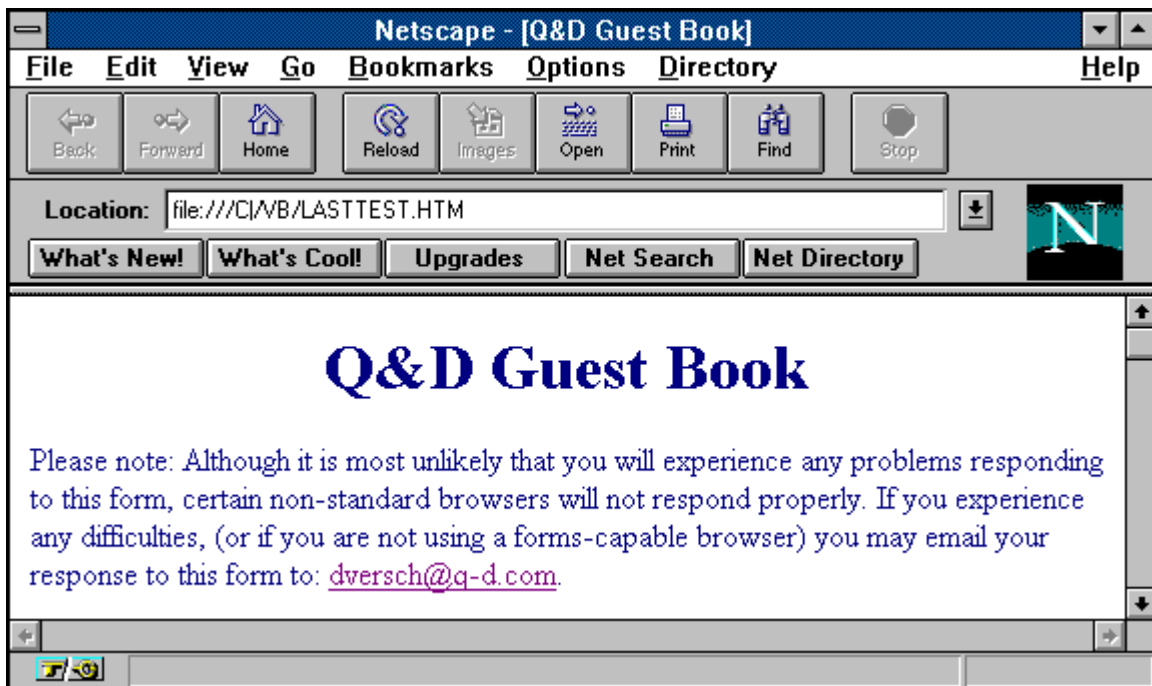 Netscape - [Q&D Guest Book]
File Edit View Go Bookmarks Options Directory Help
Back Forward Home Reload Images Open Print Find Stop
Location: file:///C|/VB/LASTTEST.HTM
N
What's New! What's Cool! Upgrades Net Search Net Directory
Q&D Guest Book
Please note: Although it is most unlikely that you will experience any problems responding
to this form, certain non-standard browsers will not respond properly. If you experience
any difficulties, (or if you are not using a forms-capable browser) you may email your
response to this form to: dversch@q-d.com.